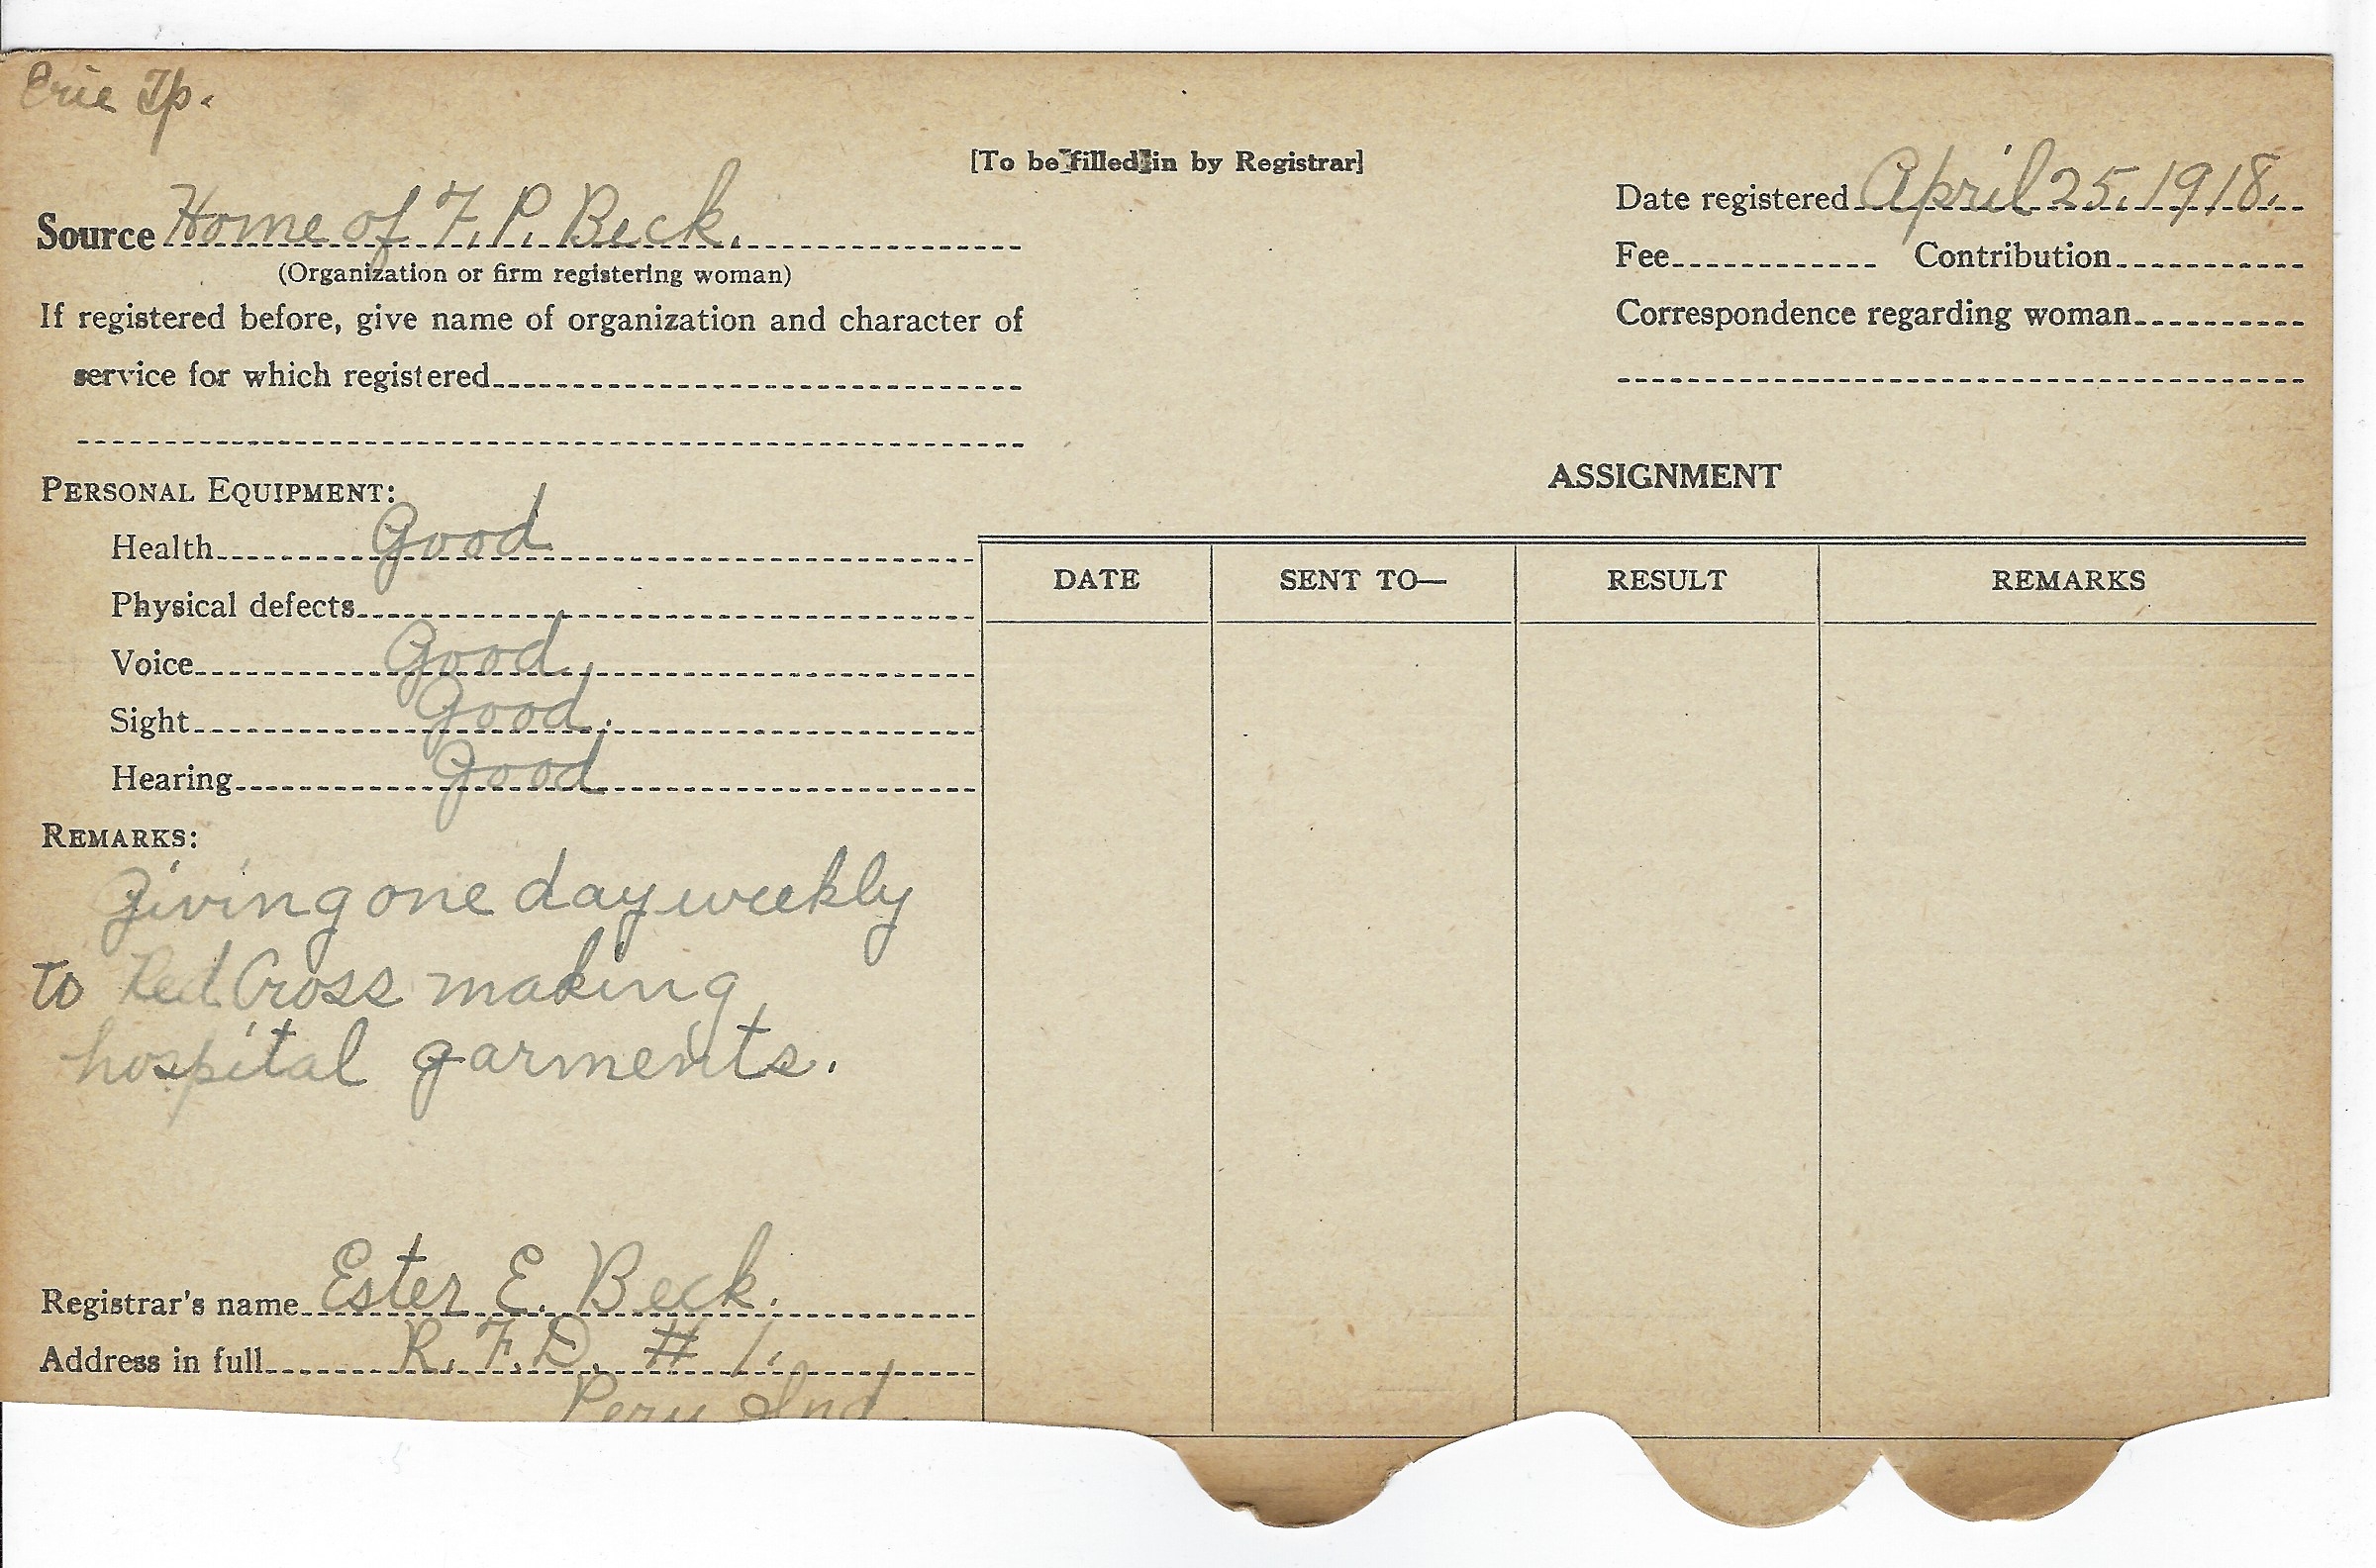 Erie Tp.
[To be filled in by Registrar]
Source Home of F. P. Beck.
(Organization or firm registering woman)
If registered before, give name of organization and character of
service for which registered
Date registered April 25, 1918.
Fee Contribution
Correspondence regarding woman
PERSONAL EQUIPMENT:
Health Good
Physical defects
Voice Good.
Sight Good.
Hearing Good
REMARKS:
Giving one day weekly
to Red Cross making
hospital garments.
Registrar's name Ester E. Beck.
Address in full R. F. D. # 1.
Peru Ind.
ASSIGNMENT
DATE SENT TO— RESULT REMARKS